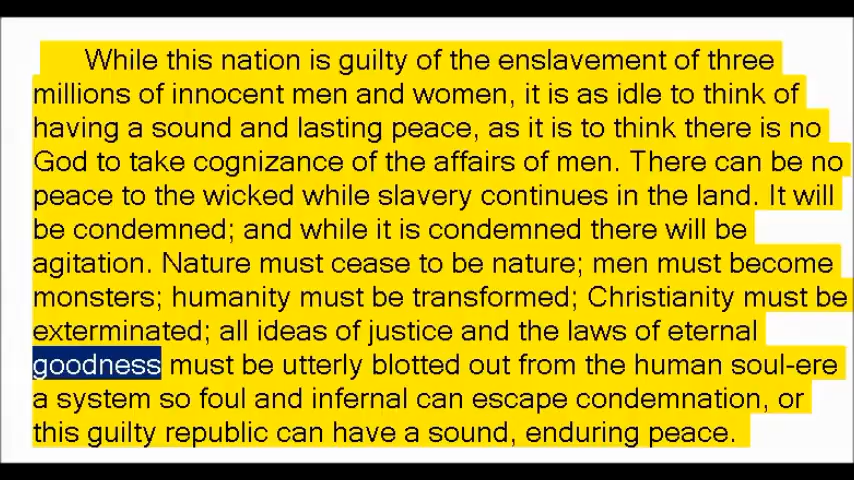 While this nation is guilty of the enslavement of three
millions of innocent men and women, it is as idle to think of
having a sound and lasting peace, as it is to think there is no
God to take cognizance of the affairs of men. There can be no
peace to the wicked while slavery continues in the land. It will
be condemned; and while it is condemned there will be
agitation. Nature must cease to be nature; men must become
monsters; humanity must be transformed; Christianity must be
exterminated; all ideas of justice and the laws of eternal
goodness must be utterly blotted out from the human soul-ere
a system so foul and infernal can escape condemnation, or
this guilty republic can have a sound, enduring peace.